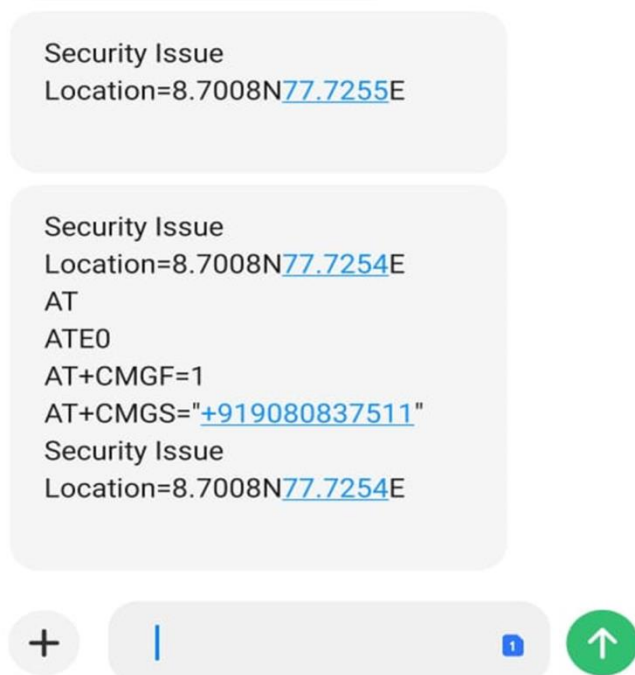 Security Issue
Location=8.7008N77.7255E
Security Issue
Location=8.7008N77.7254E
AT
ATE0
AT+CMGF=1
AT+CMGS="+919080837511"
Security Issue
Location=8.7008N77.7254E
1